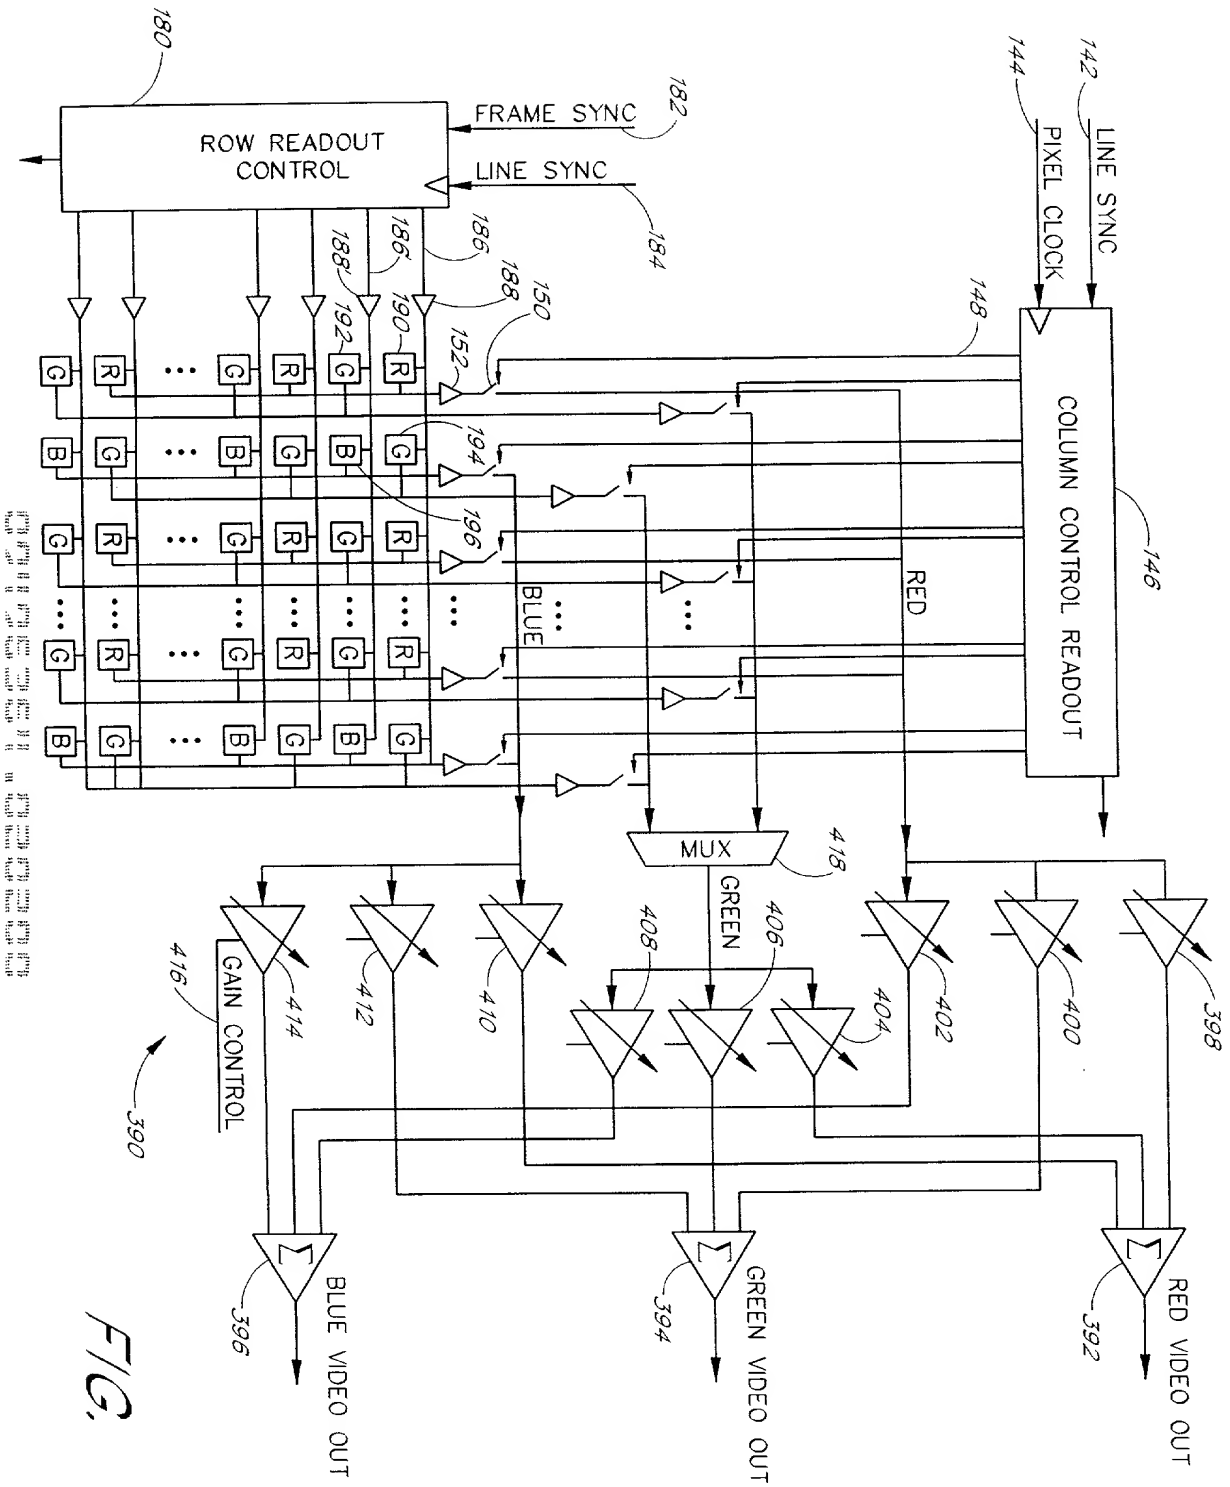 180
ROW READOUT
CONTROL
FRAME SYNC
182
LINE SYNC
184
142
LINE SYNC
144
PIXEL CLOCK
COLUMN CONTROL READOUT
146
148
186
186'
188
188'
150
152
190
192
194
196
G R ... G R G R
B G ... B G B G
G R ... G R G R
... ... ... ... ... ...
G R ... G R G R
B G ... B G B G
RED
BLUE
MUX
418
GREEN
398
400
402
404
406
408
410
412
414
GAIN CONTROL
416
390
Σ
392
RED VIDEO OUT
Σ
394
GREEN VIDEO OUT
Σ
396
BLUE VIDEO OUT
FIG.